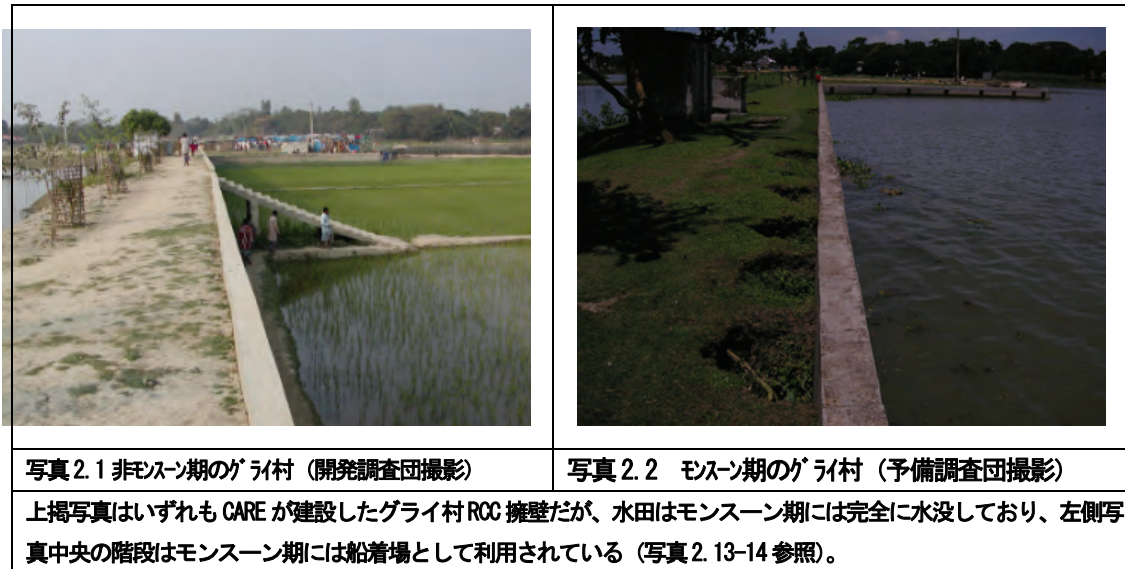 写真2.1 非ﾓﾝｽｰﾝ期のｸﾞﾗｲ村（開発調査団撮影）
写真2.2　ﾓﾝｽｰﾝ期のｸﾞﾗｲ村（予備調査団撮影）
上掲写真はいずれも CARE が建設したグライ村 RCC 擁壁だが、水田はモンスーン期には完全に水没しており、左側写
真中央の階段はモンスーン期には船着場として利用されている（写真2.13-14 参照）。